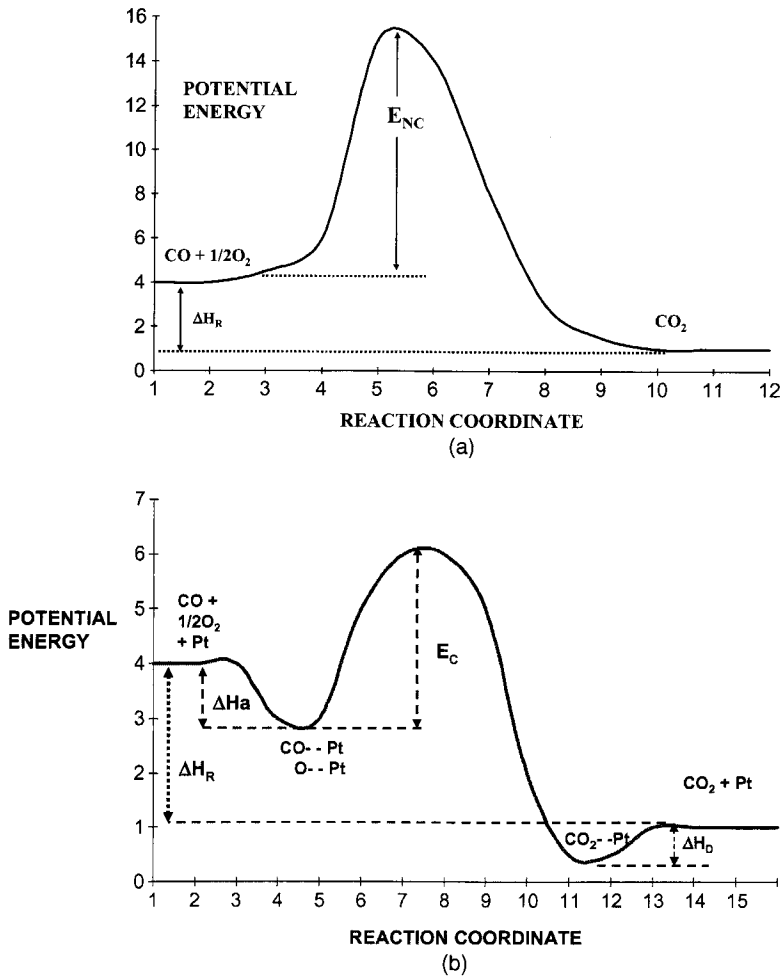 16
14
POTENTIAL
ENERGY
12
E_NC
10
8
6
CO + 1/2O₂
4
ΔH_R
2
CO₂
0
1 2 3 4 5 6 7 8 9 10 11 12
REACTION COORDINATE
(a)
7
6
POTENTIAL
ENERGY
5
CO +
1/2O₂
+ Pt
E_C
4
ΔHa
3
CO- - Pt
O- - Pt
ΔH_R
2
CO₂ + Pt
1
CO₂- -Pt
ΔH_D
0
1 2 3 4 5 6 7 8 9 10 11 12 13 14 15
REACTION COORDINATE
(b)